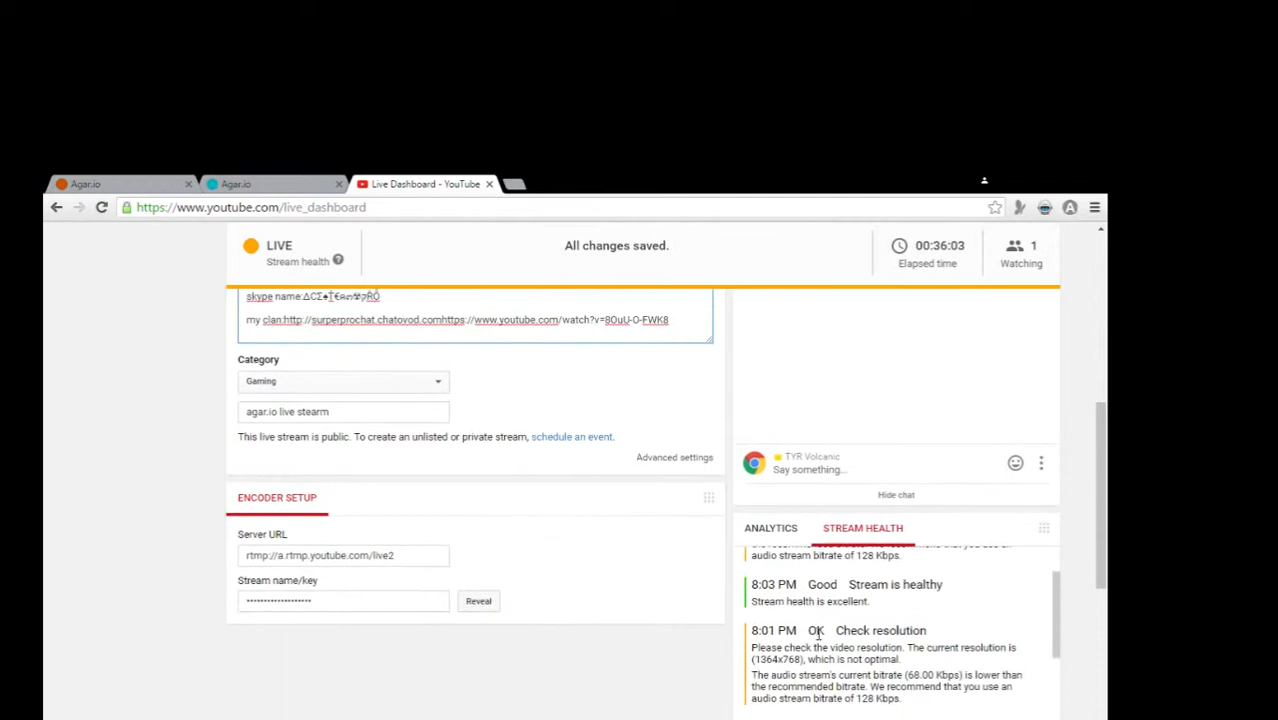 Agar.io
Agar.io
Live Dashboard - YouTube
https://www.youtube.com/live_dashboard
LIVE
Stream health
All changes saved.
00:36:03
Elapsed time
1
Watching
skype name:
my clan:http://surperprochat.chatovod.comhttps://www.youtube.com/watch?v=8OuU-O-FWK8
Category
Gaming
agar.io live stearm
This live stream is public. To create an unlisted or private stream, schedule an event.
Advanced settings
ENCODER SETUP
Server URL
rtmp://a.rtmp.youtube.com/live2
Stream name/key
Reveal
TYR Volcanic
Say something...
Hide chat
ANALYTICS
STREAM HEALTH
audio stream bitrate of 128 Kbps.
8:03 PM Good Stream is healthy
Stream health is excellent.
8:01 PM OK Check resolution
Please check the video resolution. The current resolution is
(1364x768), which is not optimal.
The audio stream's current bitrate (68.00 Kbps) is lower than
the recommended bitrate. We recommend that you use an
audio stream bitrate of 128 Kbps.